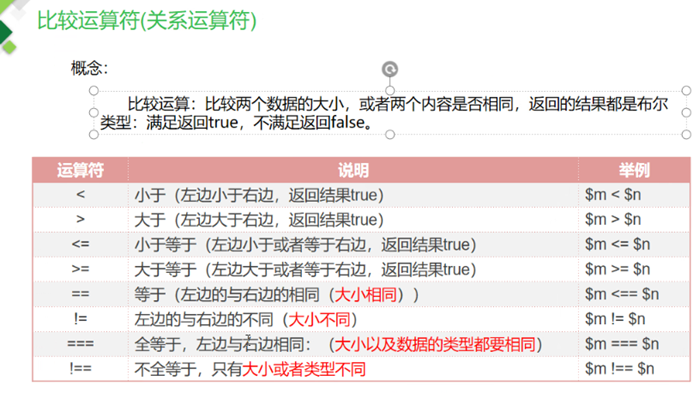 比较运算符(关系运算符)
概念：
比较运算：比较两个数据的大小，或者两个内容是否相同，返回的结果都是布尔
类型：满足返回true，不满足返回false。
运算符 说明 举例
< 小于（左边小于右边，返回结果true） $m < $n
> 大于（左边大于右边，返回结果true） $m > $n
<= 小于等于（左边小于或者等于右边，返回结果true） $m <= $n
>= 大于等于（左边大于或者等于右边，返回结果true） $m >= $n
== 等于（左边的与右边的相同（大小相同）） $m <== $n
!= 左边的与右边的不同（大小不同） $m != $n
=== 全等于，左边与右边相同：（大小以及数据的类型都要相同） $m === $n
!== 不全等于，只有大小或者类型不同 $m !== $n